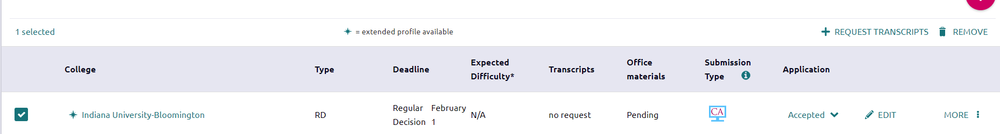 1 selected
= extended profile available
REQUEST TRANSCRIPTS REMOVE
College Type Deadline Expected Difficulty* Transcripts Office materials Submission Type Application
Indiana University-Bloomington RD Regular Decision February 1 N/A no request Pending CA Accepted EDIT MORE